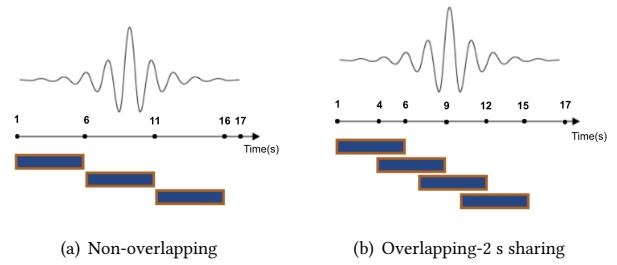 1 6 11 16 17
Time(s)
(a) Non-overlapping
1 4 6 9 12 15 17
Time(s)
(b) Overlapping-2 s sharing